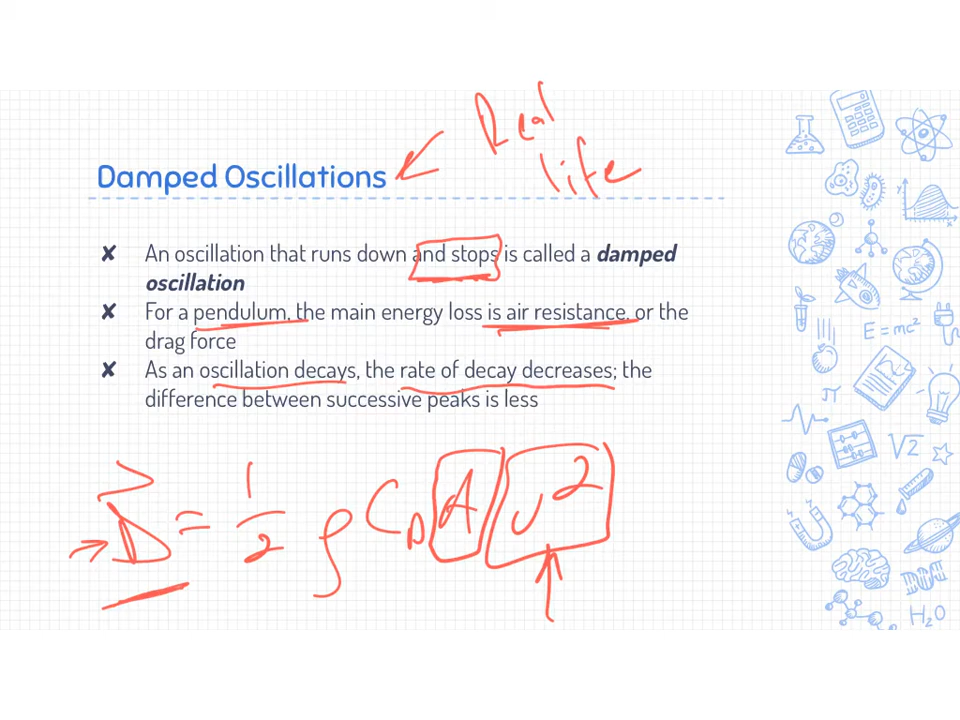 Real
life
Damped Oscillations
✘ An oscillation that runs down and stops is called a damped
oscillation
✘ For a pendulum, the main energy loss is air resistance, or the
drag force
✘ As an oscillation decays, the rate of decay decreases; the
difference between successive peaks is less
D = 1/2 ρ C_D A v²
y
x
E = mc²
π
√2
H₂O